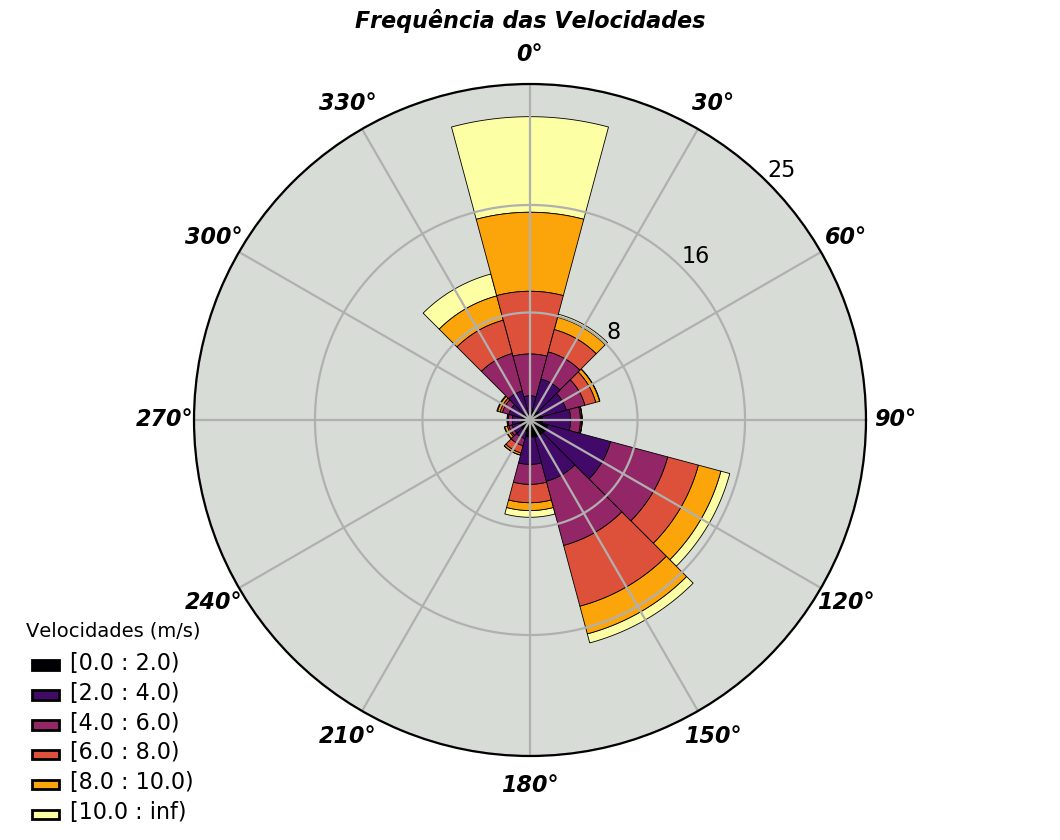 Frequência das Velocidades
0°
330°
30°
25
300°
60°
16
8
270°
90°
240°
120°
210°
150°
180°
Velocidades (m/s)
[0.0 : 2.0)
[2.0 : 4.0)
[4.0 : 6.0)
[6.0 : 8.0)
[8.0 : 10.0)
[10.0 : inf)